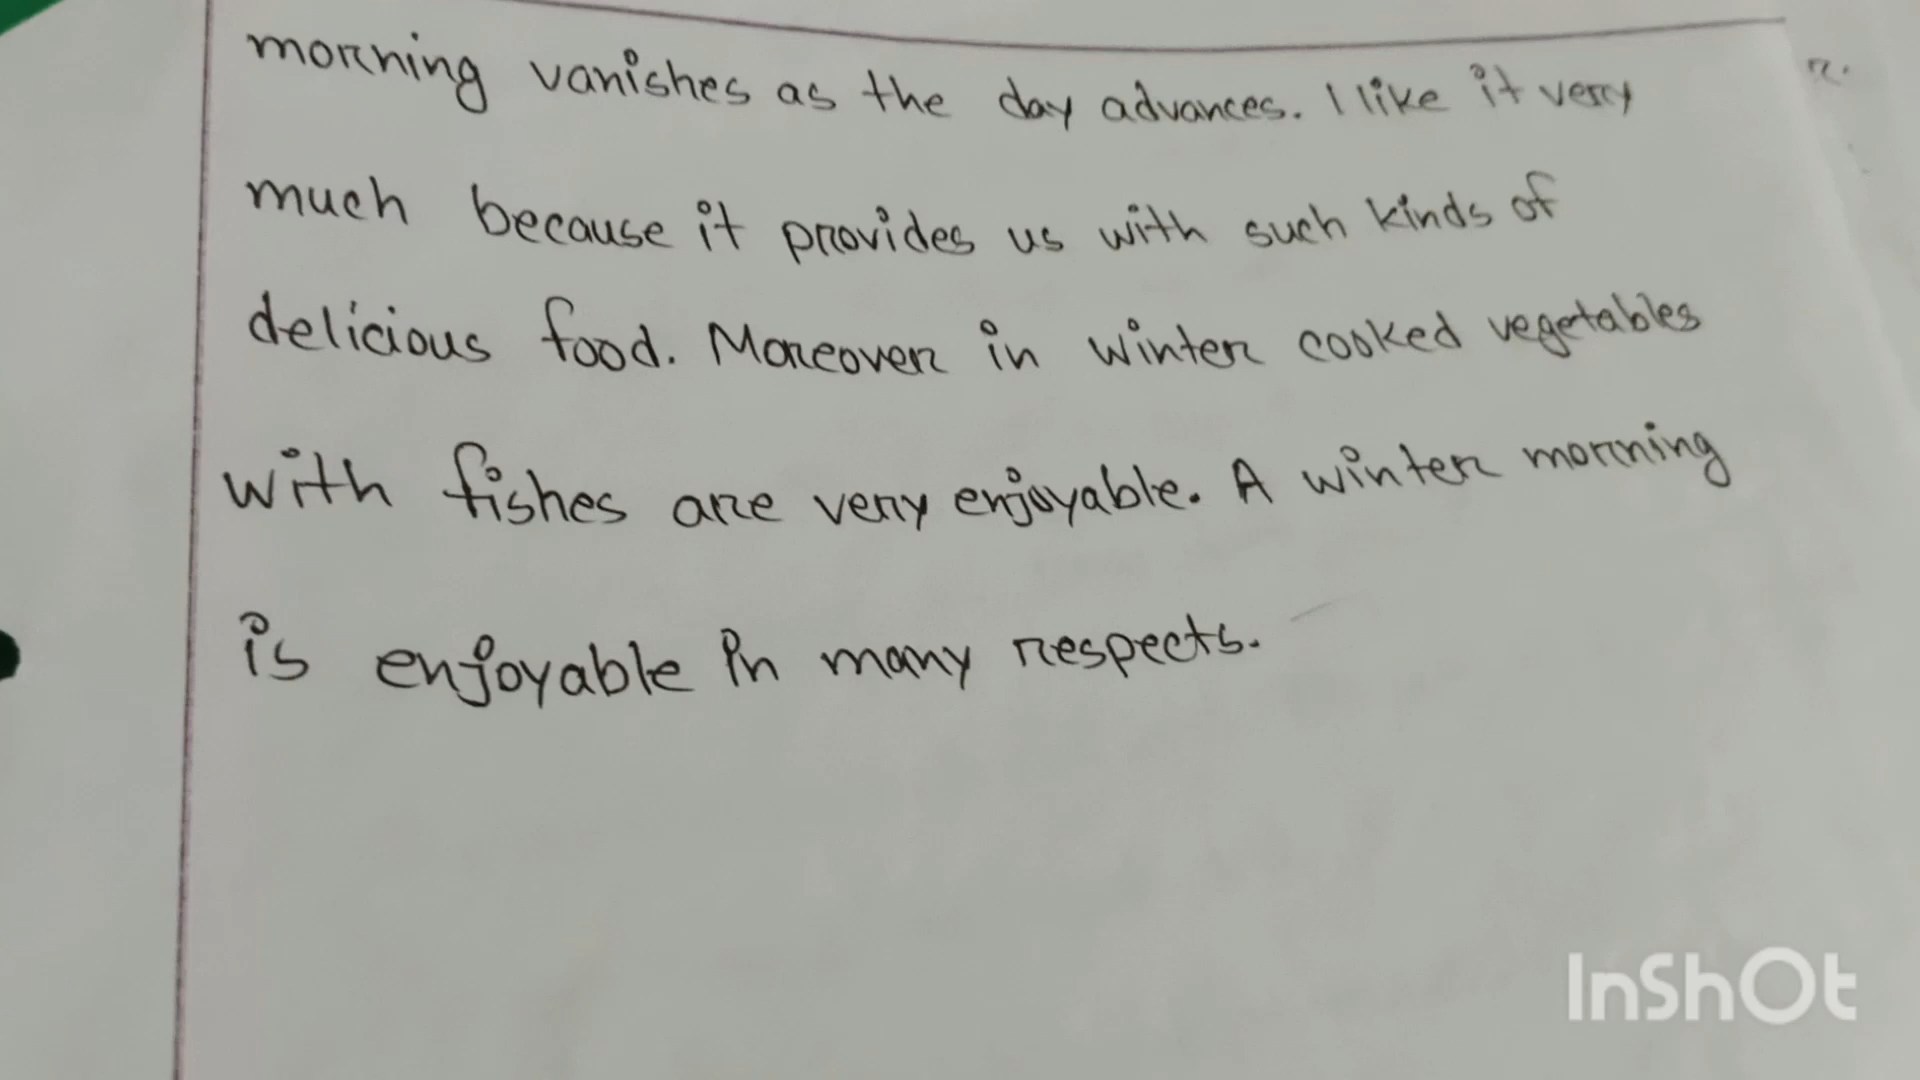 morning vanishes as the day advances. I like it very
much because it provides us with such kinds of
delicious food. Moreover in winter cooked vegetables
with fishes are very enjoyable. A winter morning
is enjoyable in many respects.
InShOt